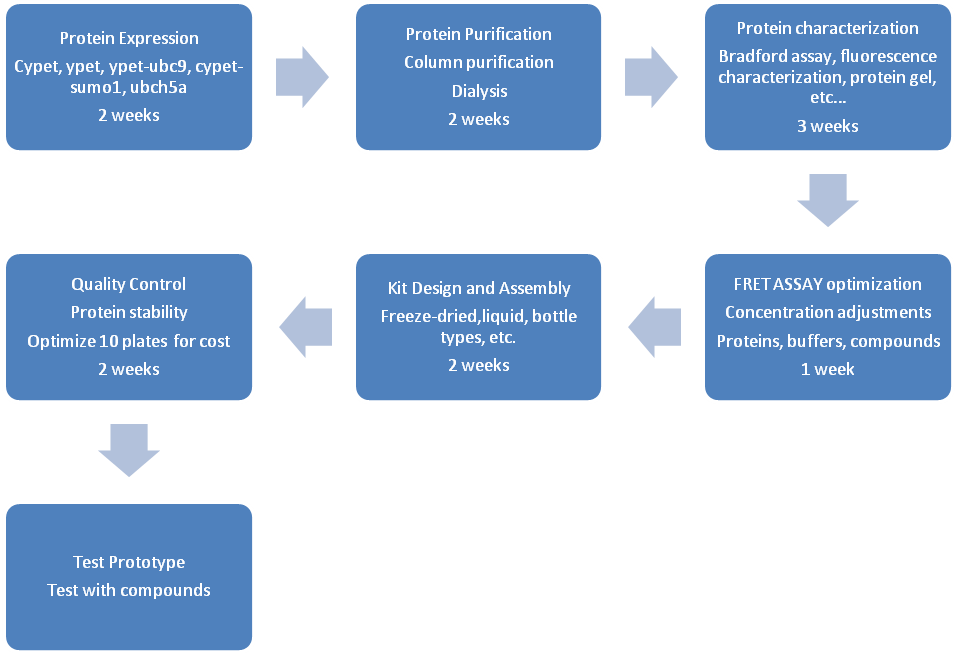 Protein Expression
Cypet, ypet, ypet-ubc9, cypet-
sumo1, ubch5a
2 weeks
Protein Purification
Column purification
Dialysis
2 weeks
Protein characterization
Bradford assay, fluorescence
characterization, protein gel,
etc...
3 weeks
FRET ASSAY optimization
Concentration adjustments
Proteins, buffers, compounds
1 week
Kit Design and Assembly
Freeze-dried,liquid, bottle
types, etc.
2 weeks
Quality Control
Protein stability
Optimize 10 plates for cost
2 weeks
Test Prototype
Test with compounds